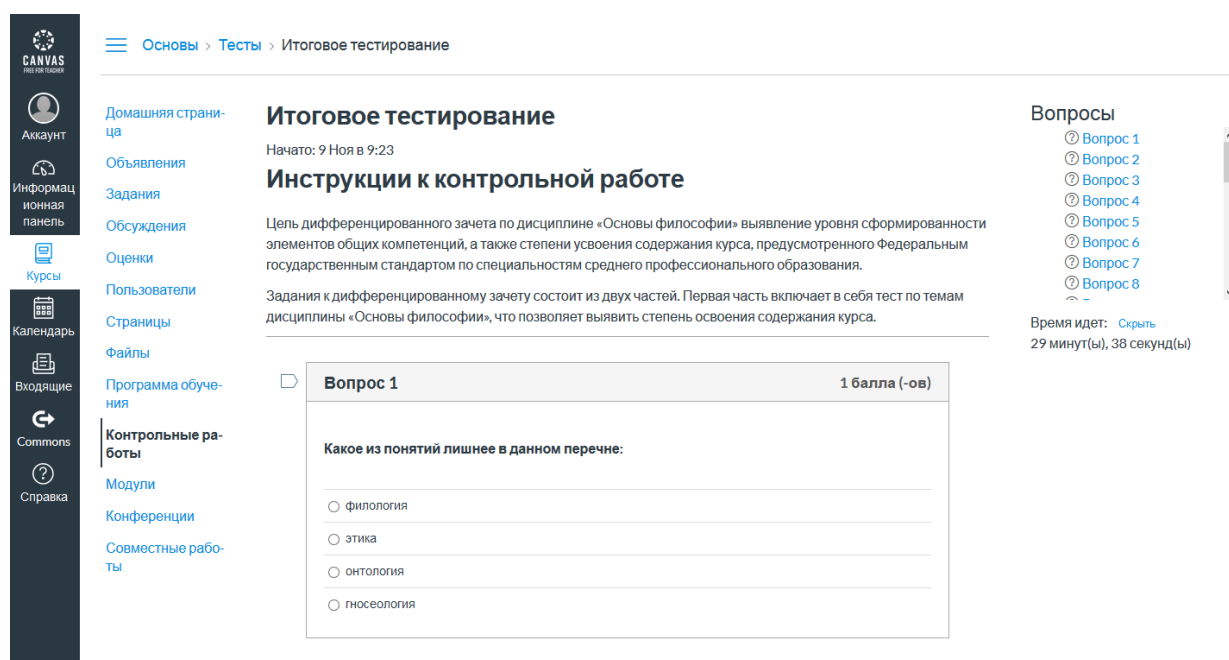 CANVAS
FREE FOR TEACHER
Аккаунт
Информац
ионная
панель
Курсы
Календарь
Входящие
Commons
Справка
Основы > Тесты > Итоговое тестирование
Домашняя страни-
ца
Объявления
Задания
Обсуждения
Оценки
Пользователи
Страницы
Файлы
Программа обуче-
ния
Контрольные ра-
боты
Модули
Конференции
Совместные рабо-
ты
Итоговое тестирование
Начато: 9 Ноя в 9:23
Инструкции к контрольной работе
Цель дифференцированного зачета по дисциплине «Основы философии» выявление уровня сформированности
элементов общих компетенций, а также степени усвоения содержания курса, предусмотренного Федеральным
государственным стандартом по специальностям среднего профессионального образования.
Задания к дифференцированному зачету состоит из двух частей. Первая часть включает в себя тест по темам
дисциплины «Основы философии», что позволяет выявить степень освоения содержания курса.
Вопрос 1 1 балла (-ов)
Какое из понятий лишнее в данном перечне:
филология
этика
онтология
гносеология
Вопросы
Вопрос 1
Вопрос 2
Вопрос 3
Вопрос 4
Вопрос 5
Вопрос 6
Вопрос 7
Вопрос 8
Время идет: Скрыть
29 минут(ы), 38 секунд(ы)